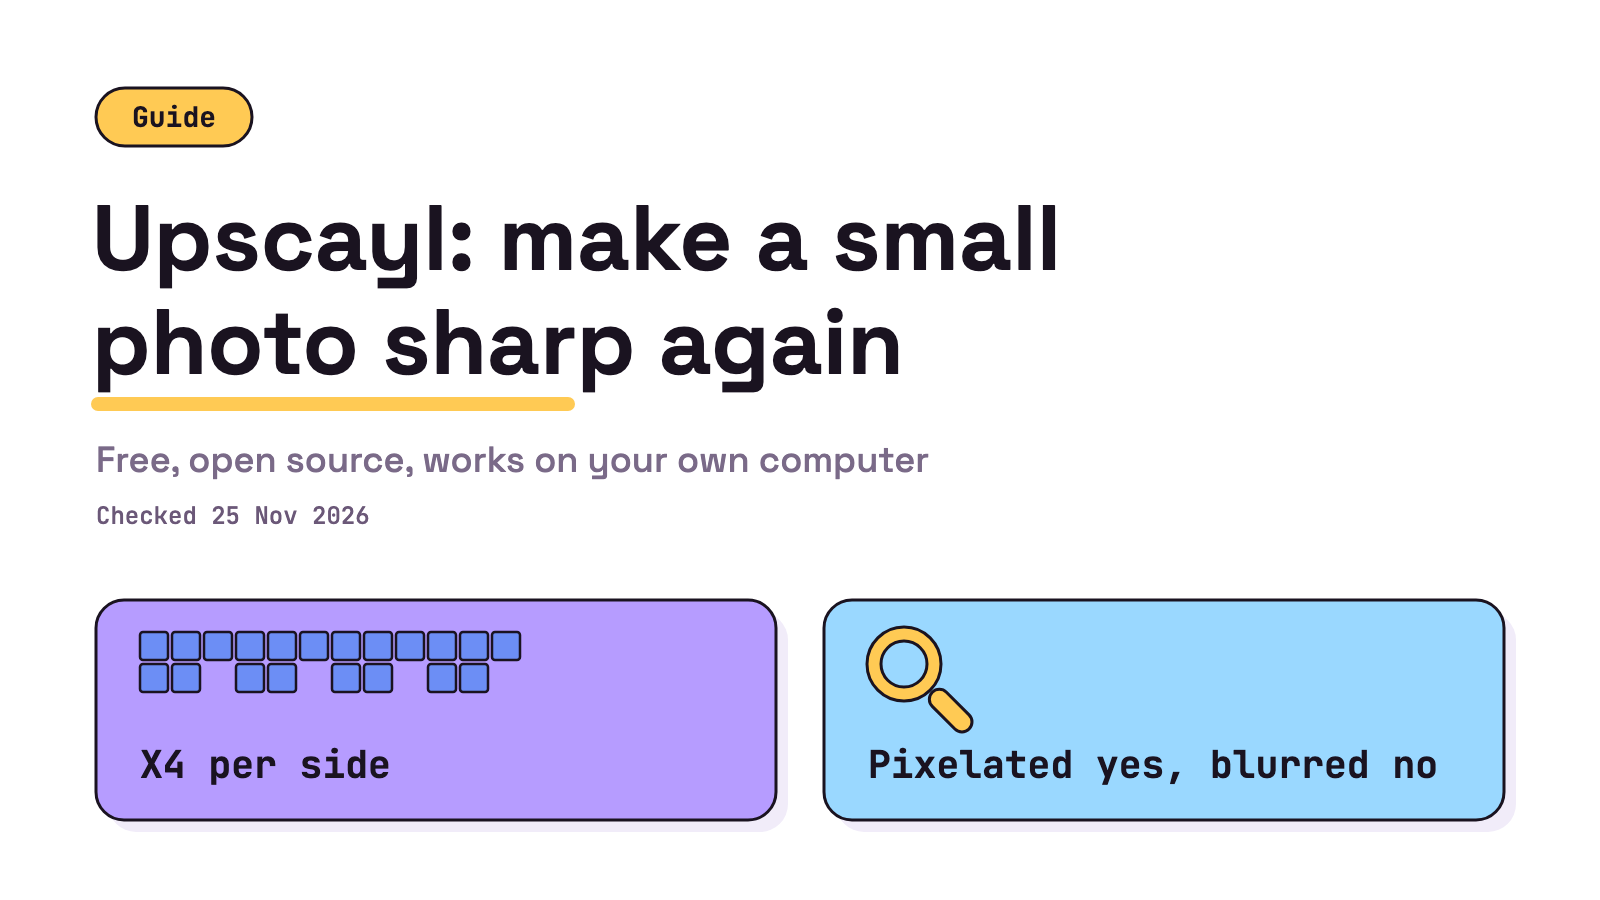 Guide
Upscayl: make a small
photo sharp again
Free, open source, works on your own computer
Checked 25 Nov 2026
X4 per side
Pixelated yes, blurred no